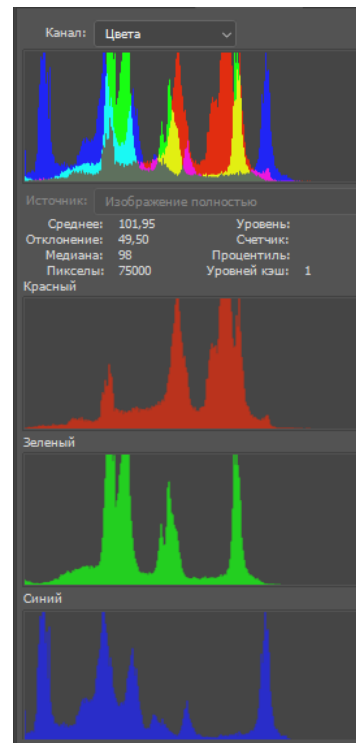 Канал: Цвета
Источник: Изображение полностью
Среднее: 101,95 Уровень:
Отклонение: 49,50 Счетчик:
Медиана: 98 Процентиль:
Пикселы: 75000 Уровней кэш: 1
Красный
Зеленый
Синий